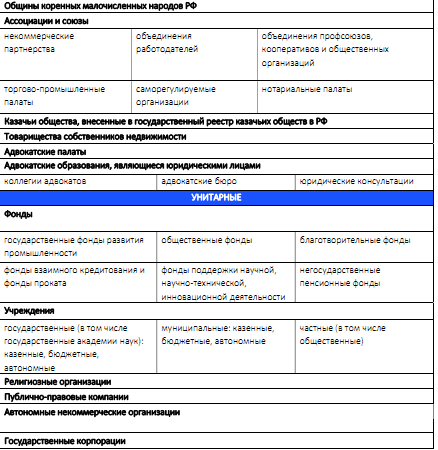 Общины коренных малочисленных народов РФ
Ассоциации и союзы
некоммерческие партнерства
объединения работодателей
объединения профсоюзов, кооперативов и общественных организаций
торгово-промышленные палаты
саморегулируемые организации
нотариальные палаты
Казачьи общества, внесенные в государственный реестр казачьих обществ в РФ
Товарищества собственников недвижимости
Адвокатские палаты
Адвокатские образования, являющиеся юридическими лицами
коллегии адвокатов
адвокатские бюро
юридические консультации
УНИТАРНЫЕ
Фонды
государственные фонды развития промышленности
общественные фонды
благотворительные фонды
фонды взаимного кредитования и фонды проката
фонды поддержки научной, научно-технической, инновационной деятельности
негосударственные пенсионные фонды
Учреждения
государственные (в том числе государственные академии наук): казенные, бюджетные, автономные
муниципальные: казенные, бюджетные, автономные
частные (в том числе общественные)
Религиозные организации
Публично-правовые компании
Автономные некоммерческие организации
Государственные корпорации